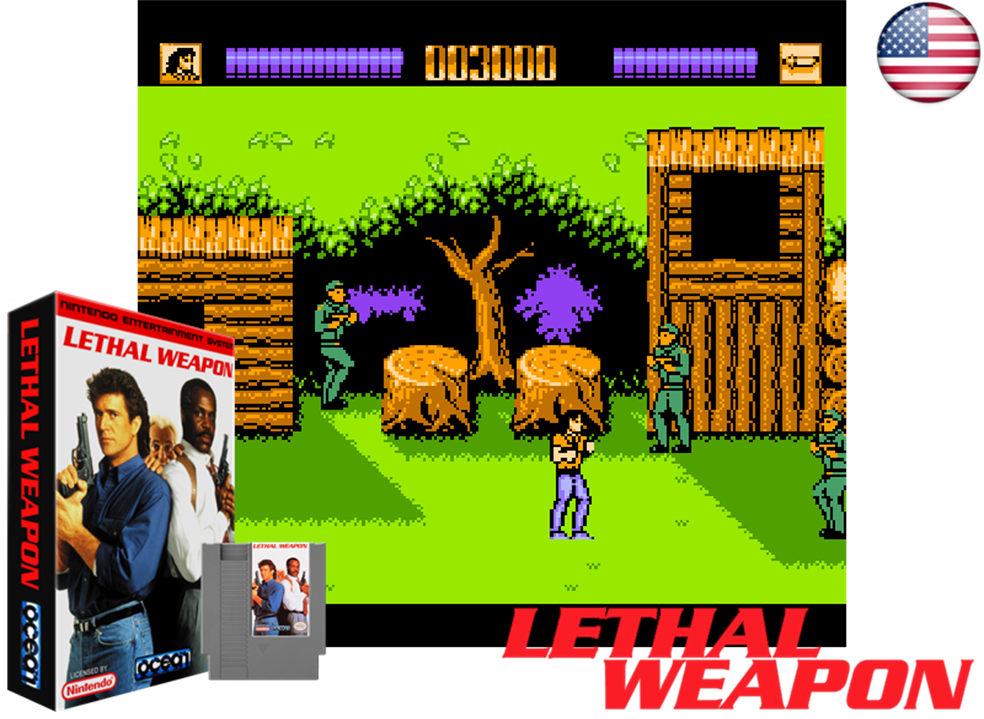 003000
NINTENDO ENTERTAINMENT SYSTEM
LETHAL WEAPON
LETHAL WEAPON
ocean
LICENSED BY
Nintendo
ocean
LETHAL WEAPON
LETHAL
WEAPON